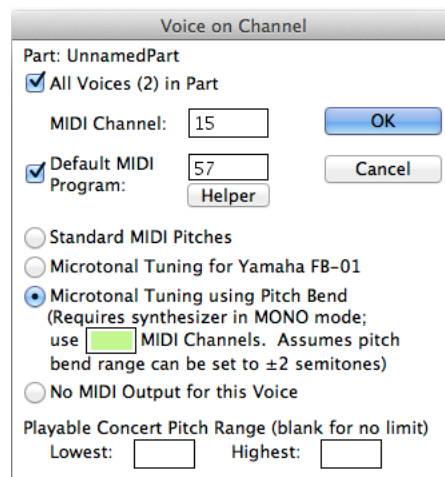 Voice on Channel
Part: UnnamedPart
All Voices (2) in Part
MIDI Channel: 15 OK
Default MIDI Program: 57 Cancel
Helper
Standard MIDI Pitches
Microtonal Tuning for Yamaha FB-01
Microtonal Tuning using Pitch Bend
(Requires synthesizer in MONO mode;
use MIDI Channels. Assumes pitch
bend range can be set to ±2 semitones)
No MIDI Output for this Voice
Playable Concert Pitch Range (blank for no limit)
Lowest: Highest: